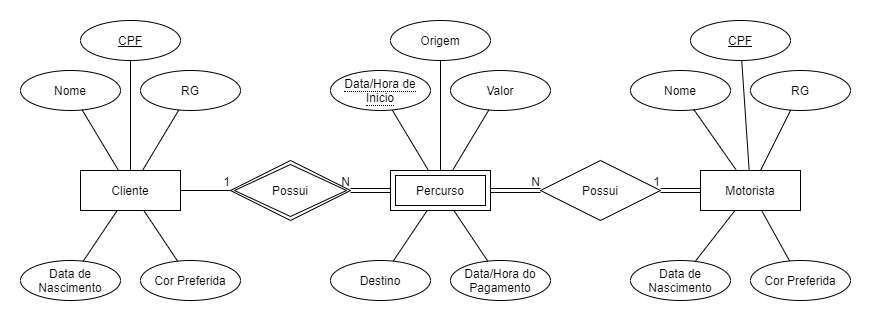 CPF
Origem
CPF
Nome
RG
Data/Hora de
Inicio
Valor
Nome
RG
Cliente
1
Possui
N
Percurso
N
Possui
1
Motorista
Data de
Nascimento
Cor Preferida
Destino
Data/Hora do
Pagamento
Data de
Nascimento
Cor Preferida